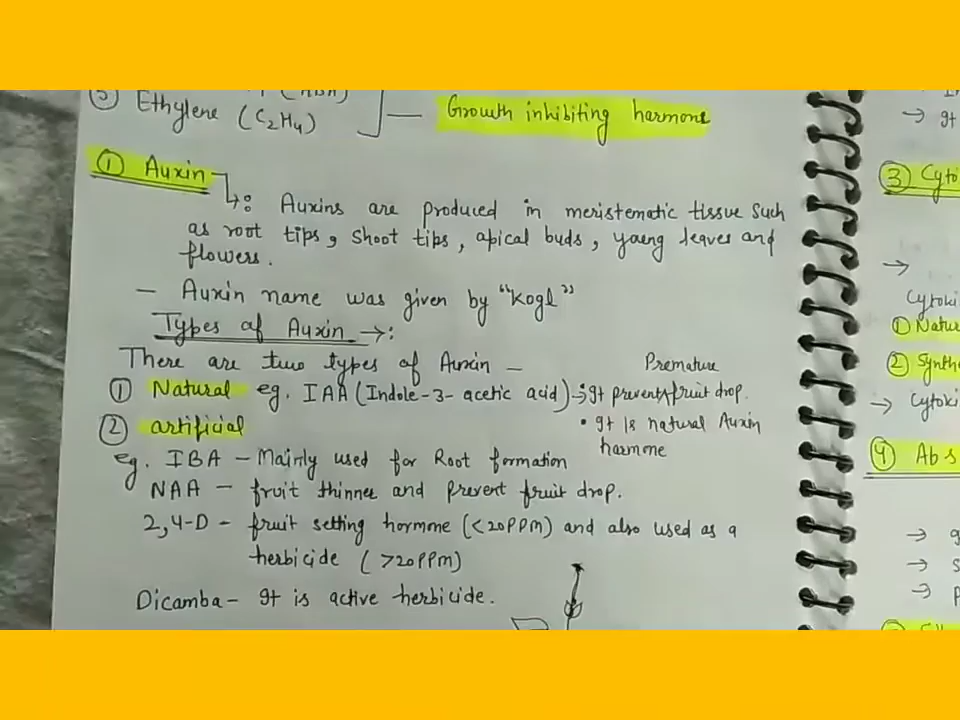 (ABA)
⑤ Ethylene (C2H4) — Growth inhibiting harmone
① Auxin
↳: Auxins are produced in meristematic tissue such
as root tips, shoot tips, apical buds, young leaves and
flowers.
— Auxin name was given by "Kogl"
Types of Auxin →:
There are two types of Auxin –
Premature
① Natural eg. IAA (Indole-3-acetic acid) → It prevent fruit drop.
• It is natural Auxin
harmone
② artificial
eg. IBA – Mainly used for Root formation
NAA – fruit thinner and prevent fruit drop.
2,4-D – fruit setting hormone (<20PPm) and also used as a
herbicide (>20PPm)
Dicamba – It is active herbicide.
→ It
③ Cyto
→
Cytoki
① Natu
② Synthe
→ Cytoki
④ Abs
→ g
→ s
→ P